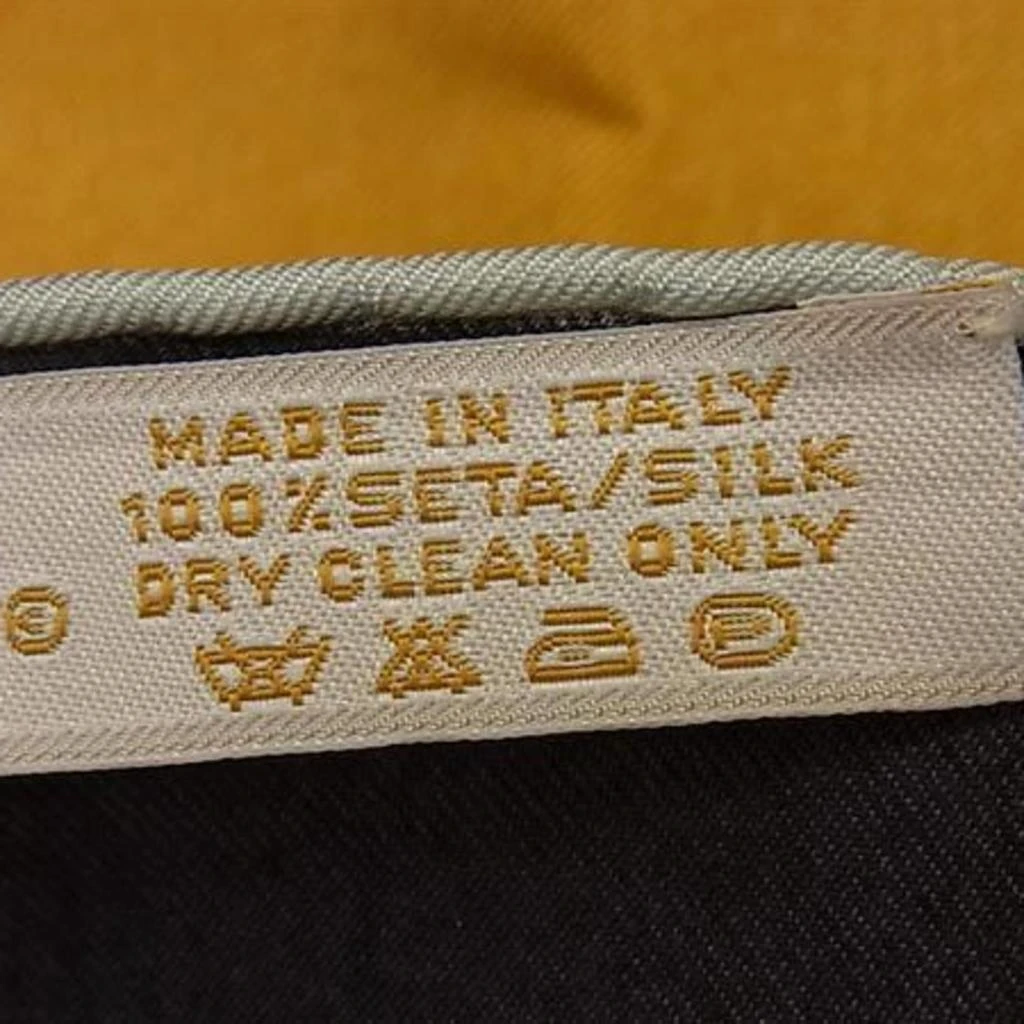 MADE IN ITALY
100%SETA/SILK
DRY CLEAN ONLY
©
P